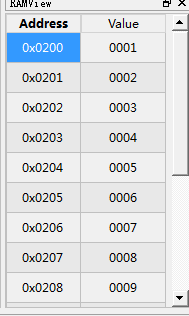 RAMView
Address Value
0x0200 0001
0x0201 0002
0x0202 0003
0x0203 0004
0x0204 0005
0x0205 0006
0x0206 0007
0x0207 0008
0x0208 0009